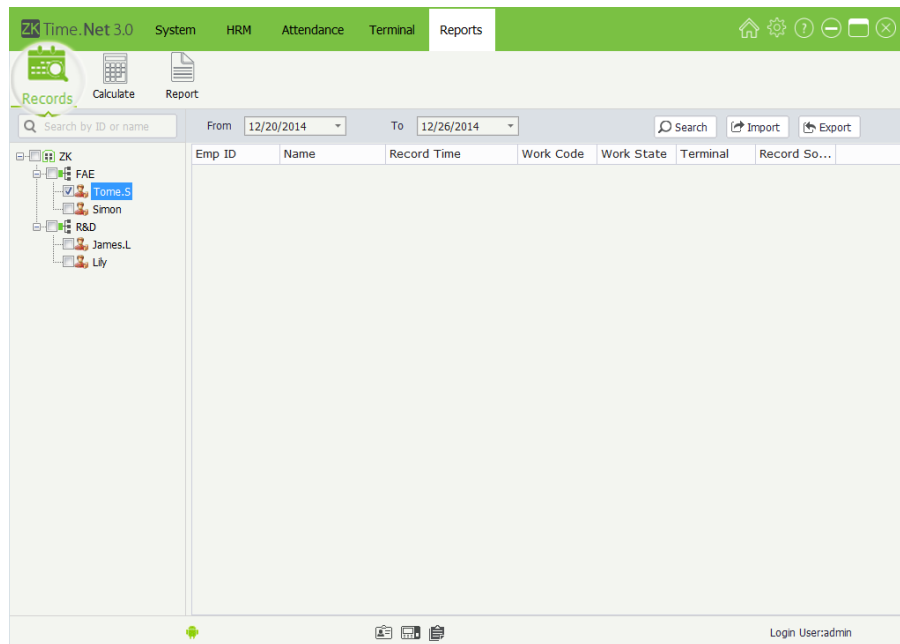 ZK Time.Net 3.0 System HRM Attendance Terminal Reports
Records Calculate Report
Search by ID or name From 12/20/2014 To 12/26/2014 Search Import Export
Emp ID Name Record Time Work Code Work State Terminal Record So...
ZK
FAE
Tome.S
Simon
R&D
James.L
Lily
Login User:admin